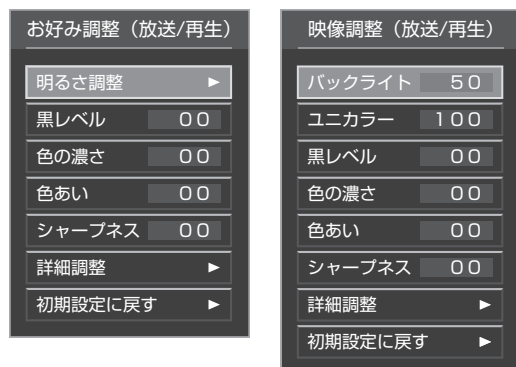 お好み調整（放送/再生）
明るさ調整 ▶
黒レベル 00
色の濃さ 00
色あい 00
シャープネス 00
詳細調整 ▶
初期設定に戻す ▶
映像調整（放送/再生）
バックライト 50
ユニカラー 100
黒レベル 00
色の濃さ 00
色あい 00
シャープネス 00
詳細調整 ▶
初期設定に戻す ▶